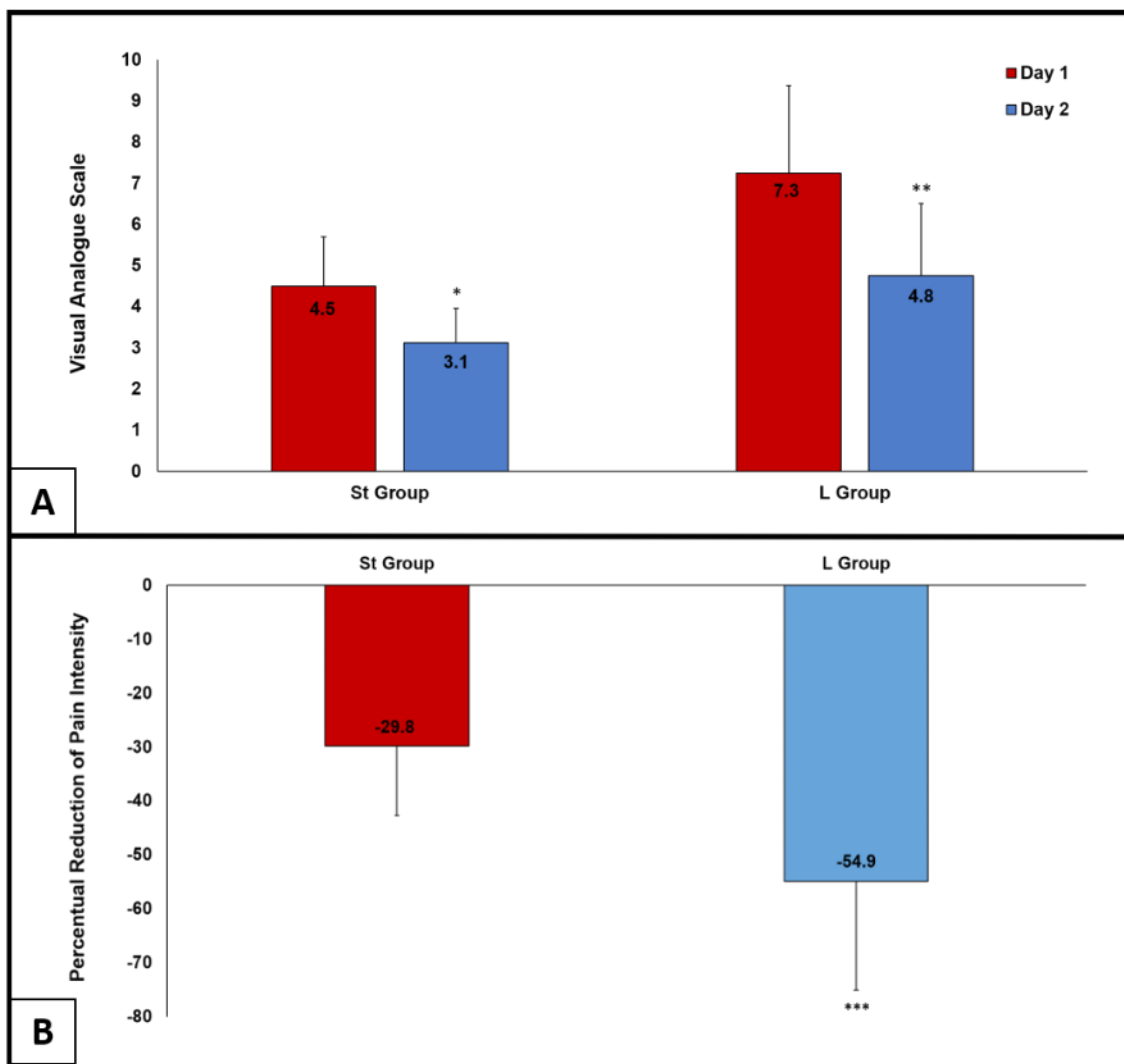 10
9
8
7
6
5
4
3
2
1
0
Visual Analogue Scale
Day 1
Day 2
4.5
*
3.1
7.3
**
4.8
St Group
L Group
A
St Group
L Group
0
-10
-20
-30
-40
-50
-60
-70
-80
Percentual Reduction of Pain Intensity
-29.8
-54.9
***
B